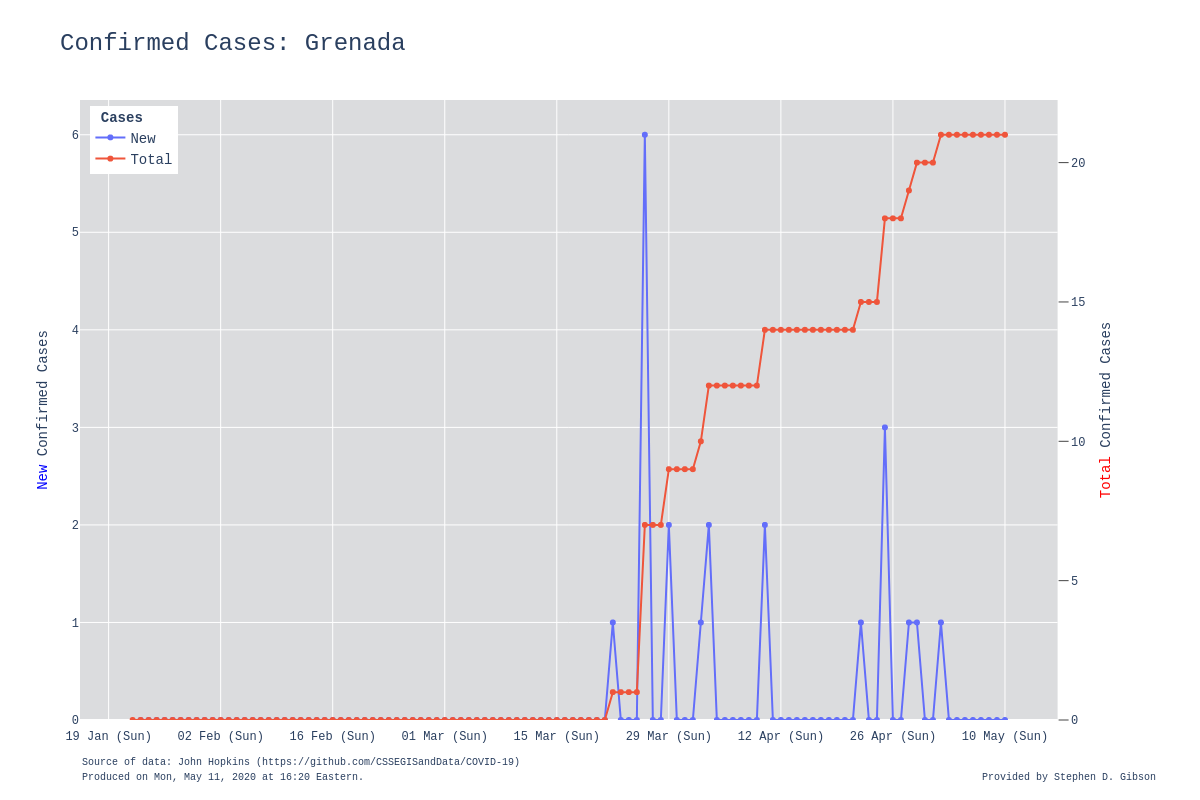 Confirmed Cases: Grenada
Cases
New
Total
6
5
4
3
2
1
0
New Confirmed Cases
20
15
10
5
0
Total Confirmed Cases
19 Jan (Sun) 02 Feb (Sun) 16 Feb (Sun) 01 Mar (Sun) 15 Mar (Sun) 29 Mar (Sun) 12 Apr (Sun) 26 Apr (Sun) 10 May (Sun)
Source of data: John Hopkins (https://github.com/CSSEGISandData/COVID-19)
Produced on Mon, May 11, 2020 at 16:20 Eastern.
Provided by Stephen D. Gibson